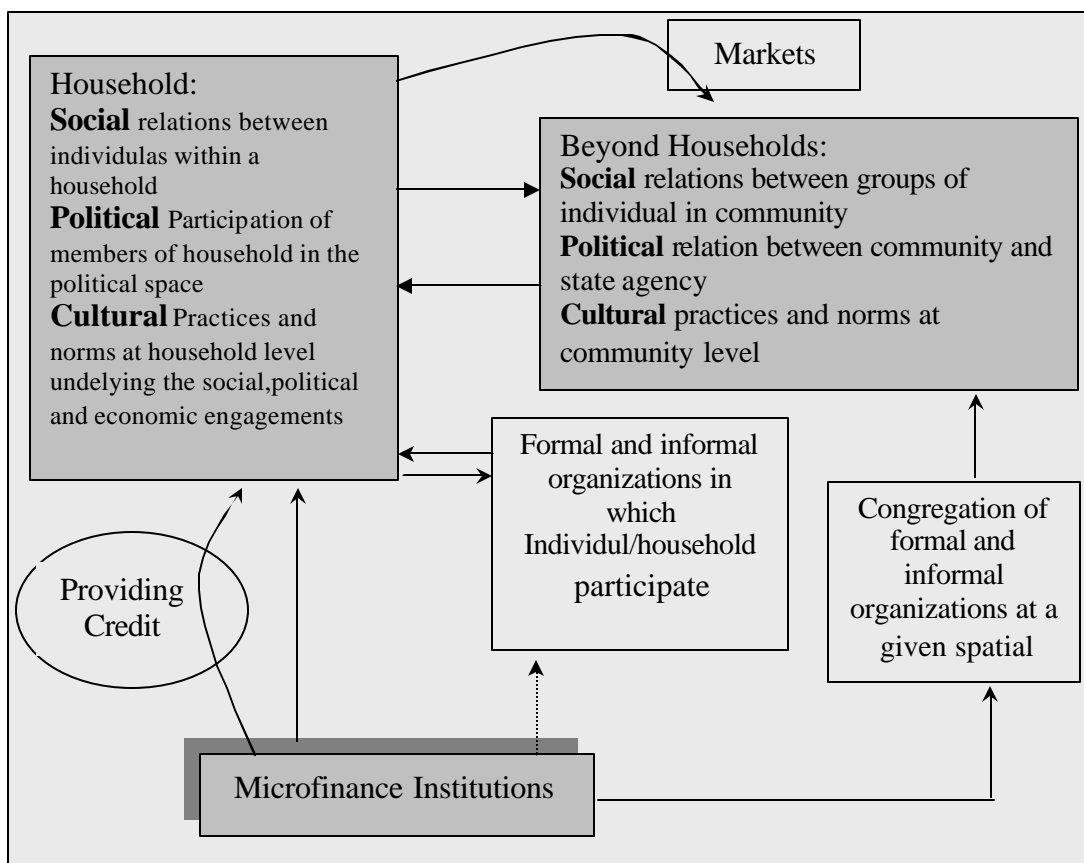 Household:
Social relations between
individulas within a
household
Political Participation of
members of household in the
political space
Cultural Practices and
norms at household level
undelying the social,political
and economic engagements
Markets
Beyond Households:
Social relations between groups of
individual in community
Political relation between community and
state agency
Cultural practices and norms at
community level
Formal and informal
organizations in
which
Individul/household
participate
Congregation of
formal and
informal
organizations at a
given spatial
Providing
Credit
Microfinance Institutions